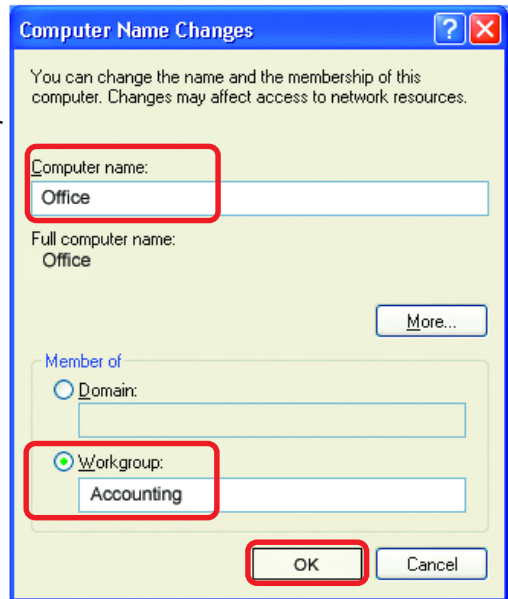 Computer Name Changes
You can change the name and the membership of this
computer. Changes may affect access to network resources.
Computer name:
Office
Full computer name:
Office
More...
Member of
Domain:
Workgroup:
Accounting
OK Cancel